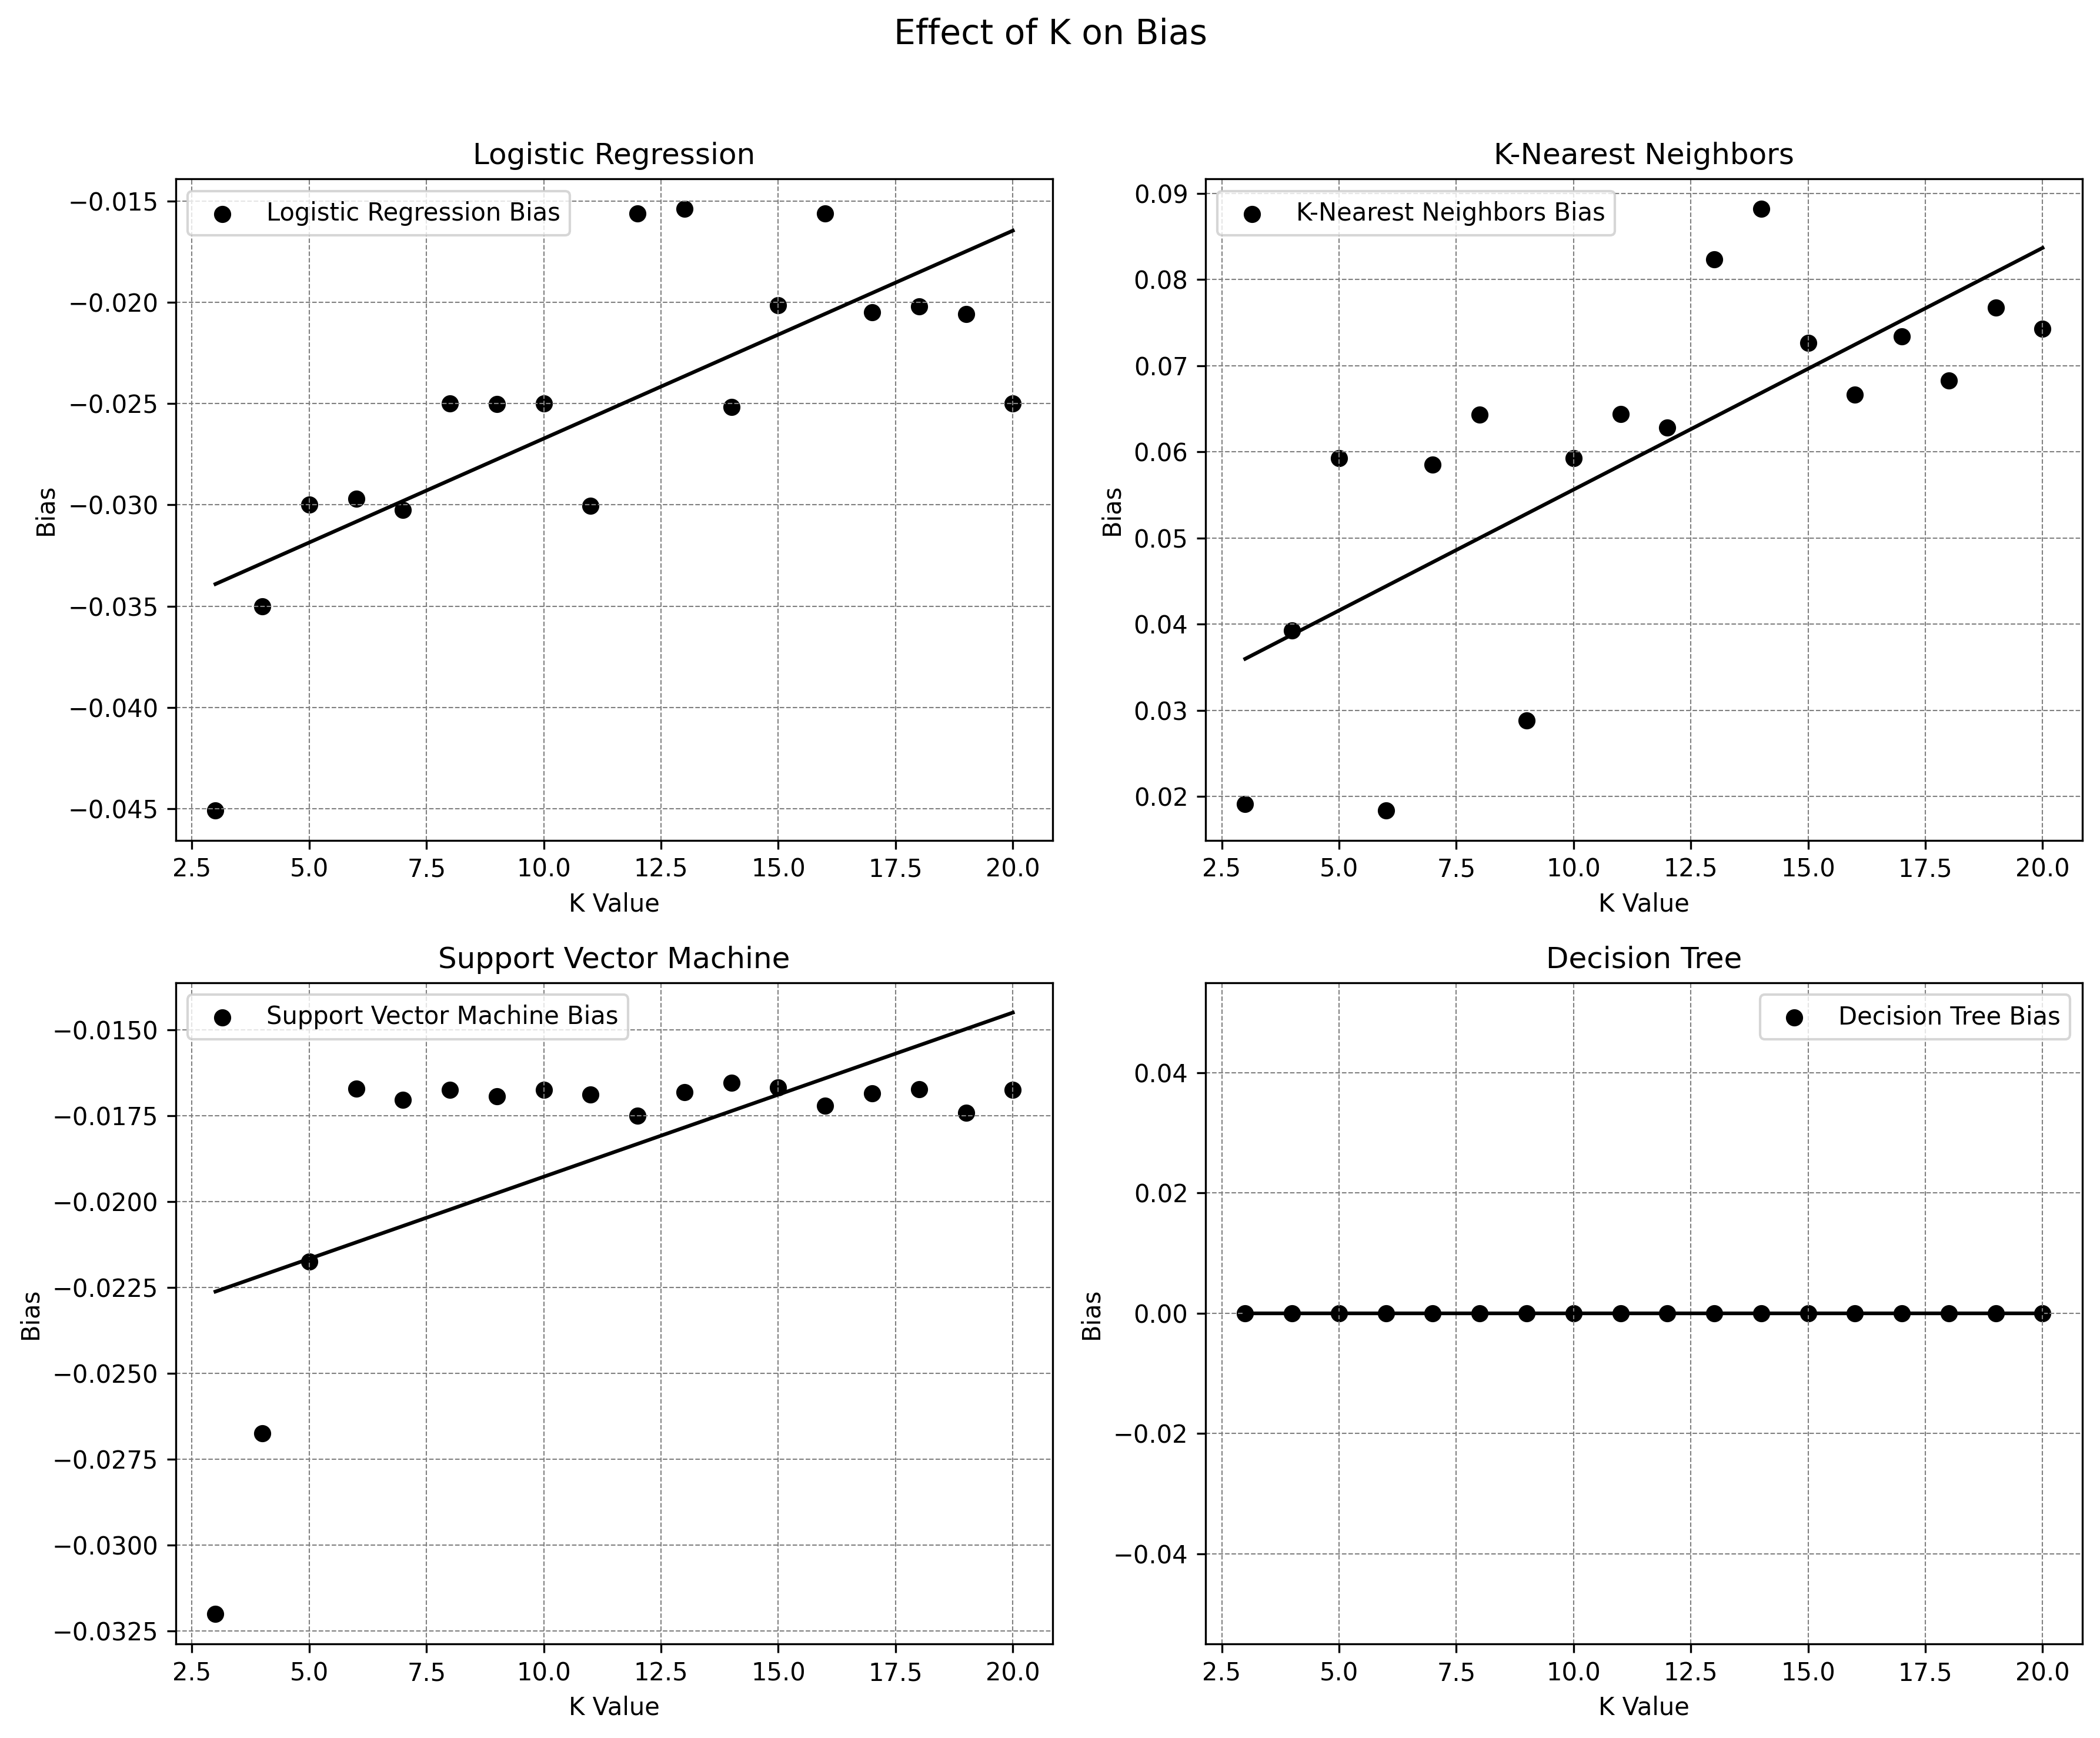 Effect of K on Bias
Logistic Regression
Logistic Regression Bias
−0.015
−0.020
−0.025
−0.030
−0.035
−0.040
−0.045
Bias
2.5 5.0 7.5 10.0 12.5 15.0 17.5 20.0
K Value
K-Nearest Neighbors
K-Nearest Neighbors Bias
0.09
0.08
0.07
0.06
0.05
0.04
0.03
0.02
Bias
2.5 5.0 7.5 10.0 12.5 15.0 17.5 20.0
K Value
Support Vector Machine
Support Vector Machine Bias
−0.0150
−0.0175
−0.0200
−0.0225
−0.0250
−0.0275
−0.0300
−0.0325
Bias
2.5 5.0 7.5 10.0 12.5 15.0 17.5 20.0
K Value
Decision Tree
Decision Tree Bias
0.04
0.02
0.00
−0.02
−0.04
Bias
2.5 5.0 7.5 10.0 12.5 15.0 17.5 20.0
K Value